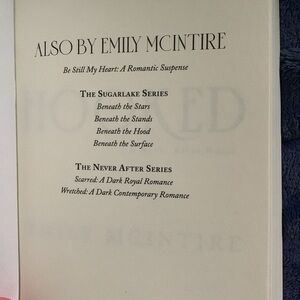 ALSO BY EMILY MCINTIRE
Be Still My Heart: A Romantic Suspense
THE SUGARLAKE SERIES
Beneath the Stars
Beneath the Stands
Beneath the Hood
Beneath the Surface
THE NEVER AFTER SERIES
Scarred: A Dark Royal Romance
Wretched: A Dark Contemporary Romance